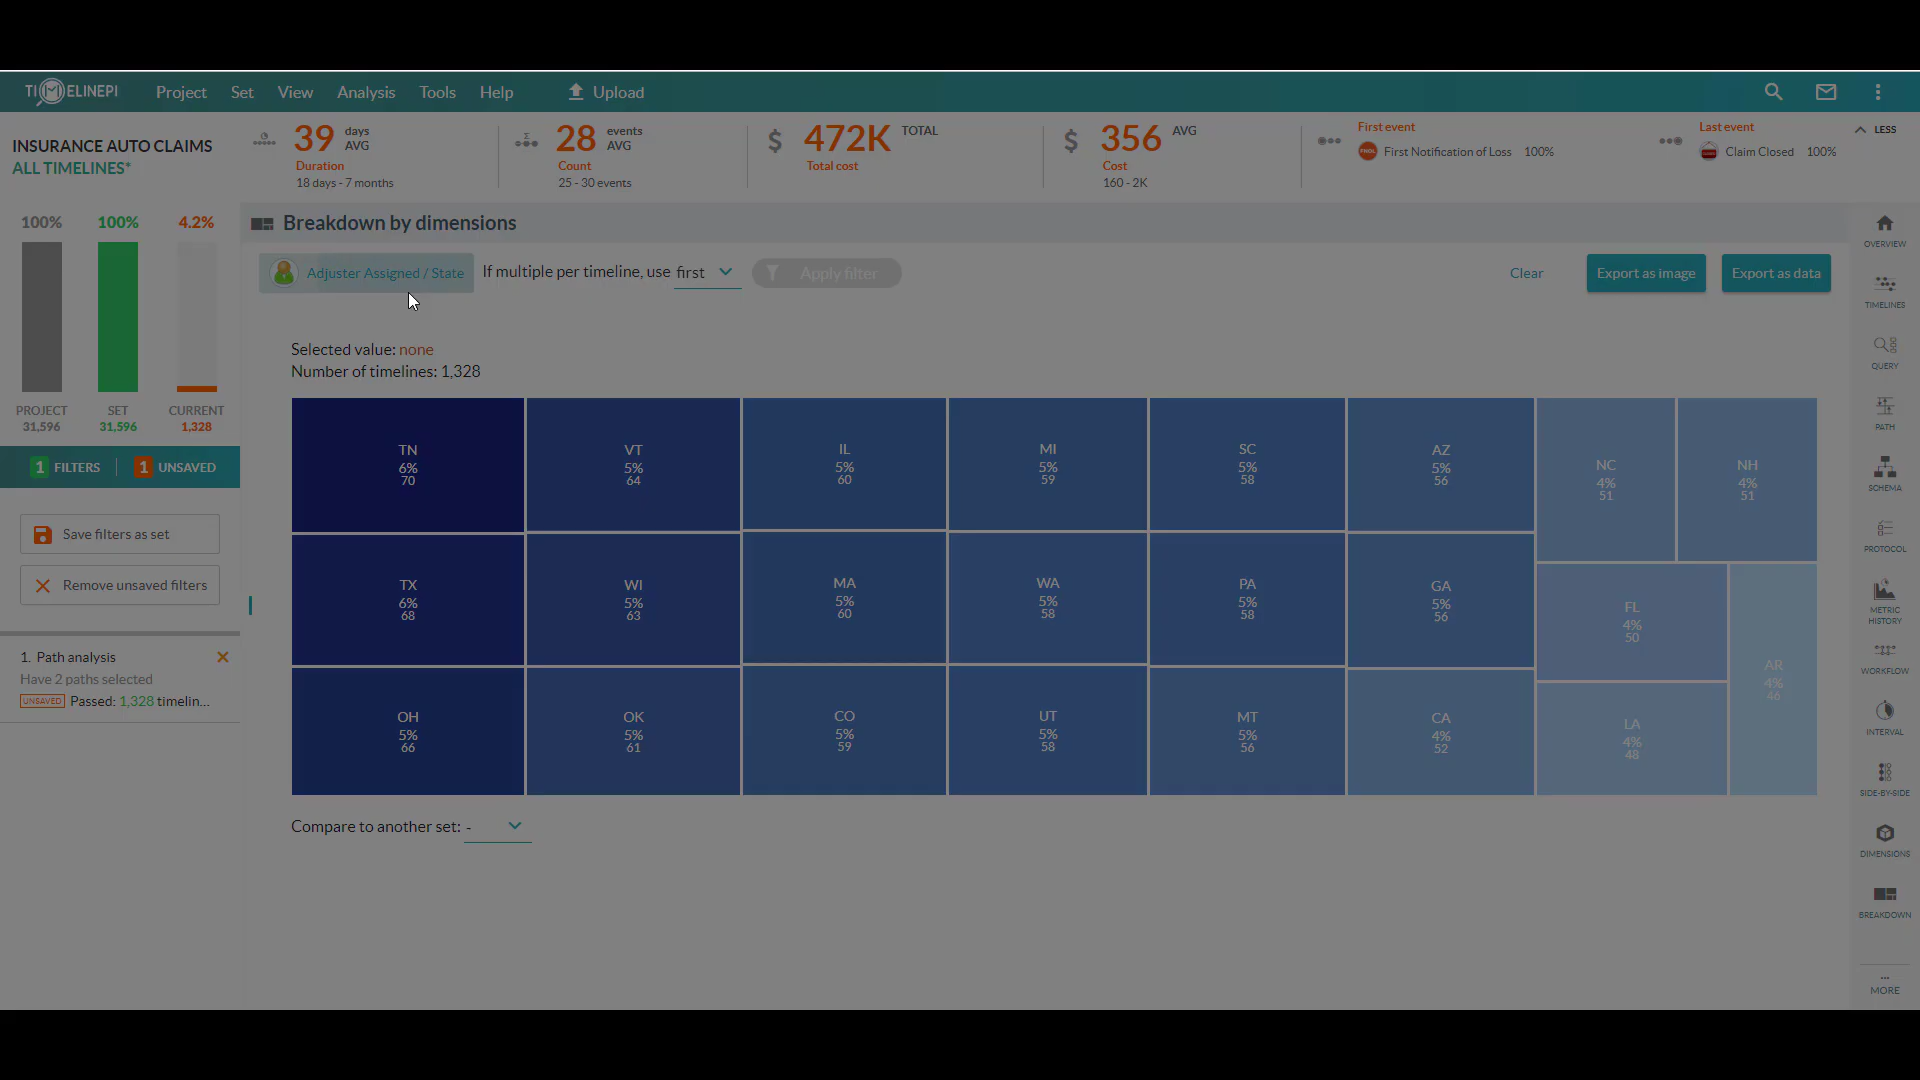 TIMELINEPI
Project Set View Analysis Tools Help Upload
INSURANCE AUTO CLAIMS
ALL TIMELINES*
39 days AVG
Duration
18 days - 7 months
Σ
28 events AVG
Count
25 - 30 events
$ 472K TOTAL
Total cost
$ 356 AVG
Cost
160 - 2K
First event
FNOL First Notification of Loss 100%
Last event
Claim Closed 100%
LESS
100% 100% 4.2%
PROJECT SET CURRENT
31,596 31,596 1,328
1 FILTERS 1 UNSAVED
Save filters as set
Remove unsaved filters
1. Path analysis
Have 2 paths selected
UNSAVED Passed: 1,328 timelin...
Breakdown by dimensions
Adjuster Assigned / State If multiple per timeline, use first Apply filter Clear Export as image Export as data
Selected value: none
Number of timelines: 1,328
TN
6%
70
VT
5%
64
IL
5%
60
MI
5%
59
SC
5%
58
AZ
5%
56
NC
4%
51
NH
4%
51
TX
6%
68
WI
5%
63
MA
5%
60
WA
5%
58
PA
5%
58
GA
5%
56
FL
4%
50
AR
4%
46
OH
5%
66
OK
5%
61
CO
5%
59
UT
5%
58
MT
5%
56
CA
4%
52
LA
4%
48
Compare to another set: -
OVERVIEW
TIMELINES
QUERY
PATH
SCHEMA
PROTOCOL
METRIC
HISTORY
WORKFLOW
INTERVAL
SIDE-BY-SIDE
DIMENSIONS
BREAKDOWN
...
MORE